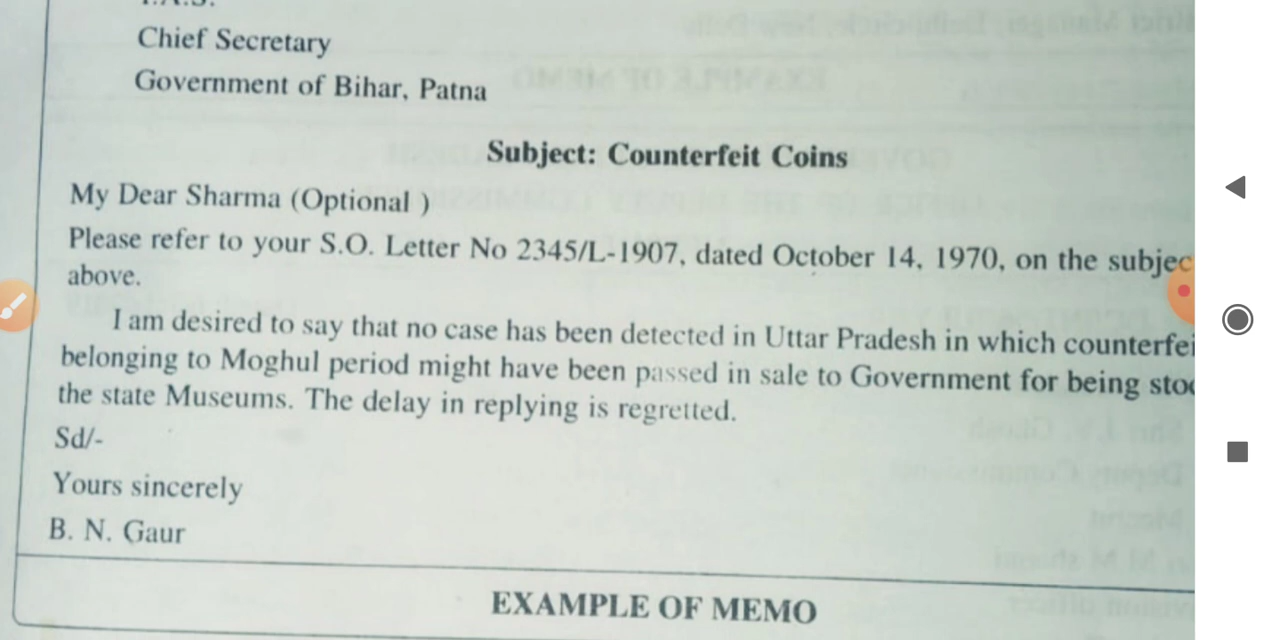 I.A.S.
Chief Secretary
Government of Bihar, Patna
Subject: Counterfeit Coins
My Dear Sharma (Optional )
Please refer to your S.O. Letter No 2345/L-1907, dated October 14, 1970, on the subjec
above.
I am desired to say that no case has been detected in Uttar Pradesh in which counterfei
belonging to Moghul period might have been passed in sale to Government for being
the state Museums. The delay in replying is regretted.
Sd/-
Yours sincerely
B. N. Gaur
EXAMPLE OF MEMO